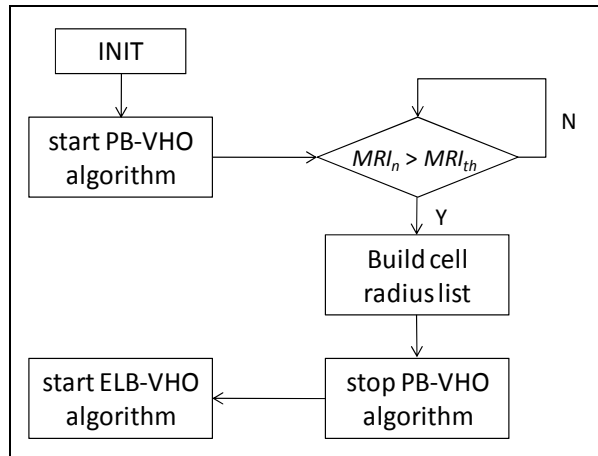 INIT
start PB-VHO
algorithm
MRIn > MRIth
N
Y
Build cell
radius list
stop PB-VHO
algorithm
start ELB-VHO
algorithm